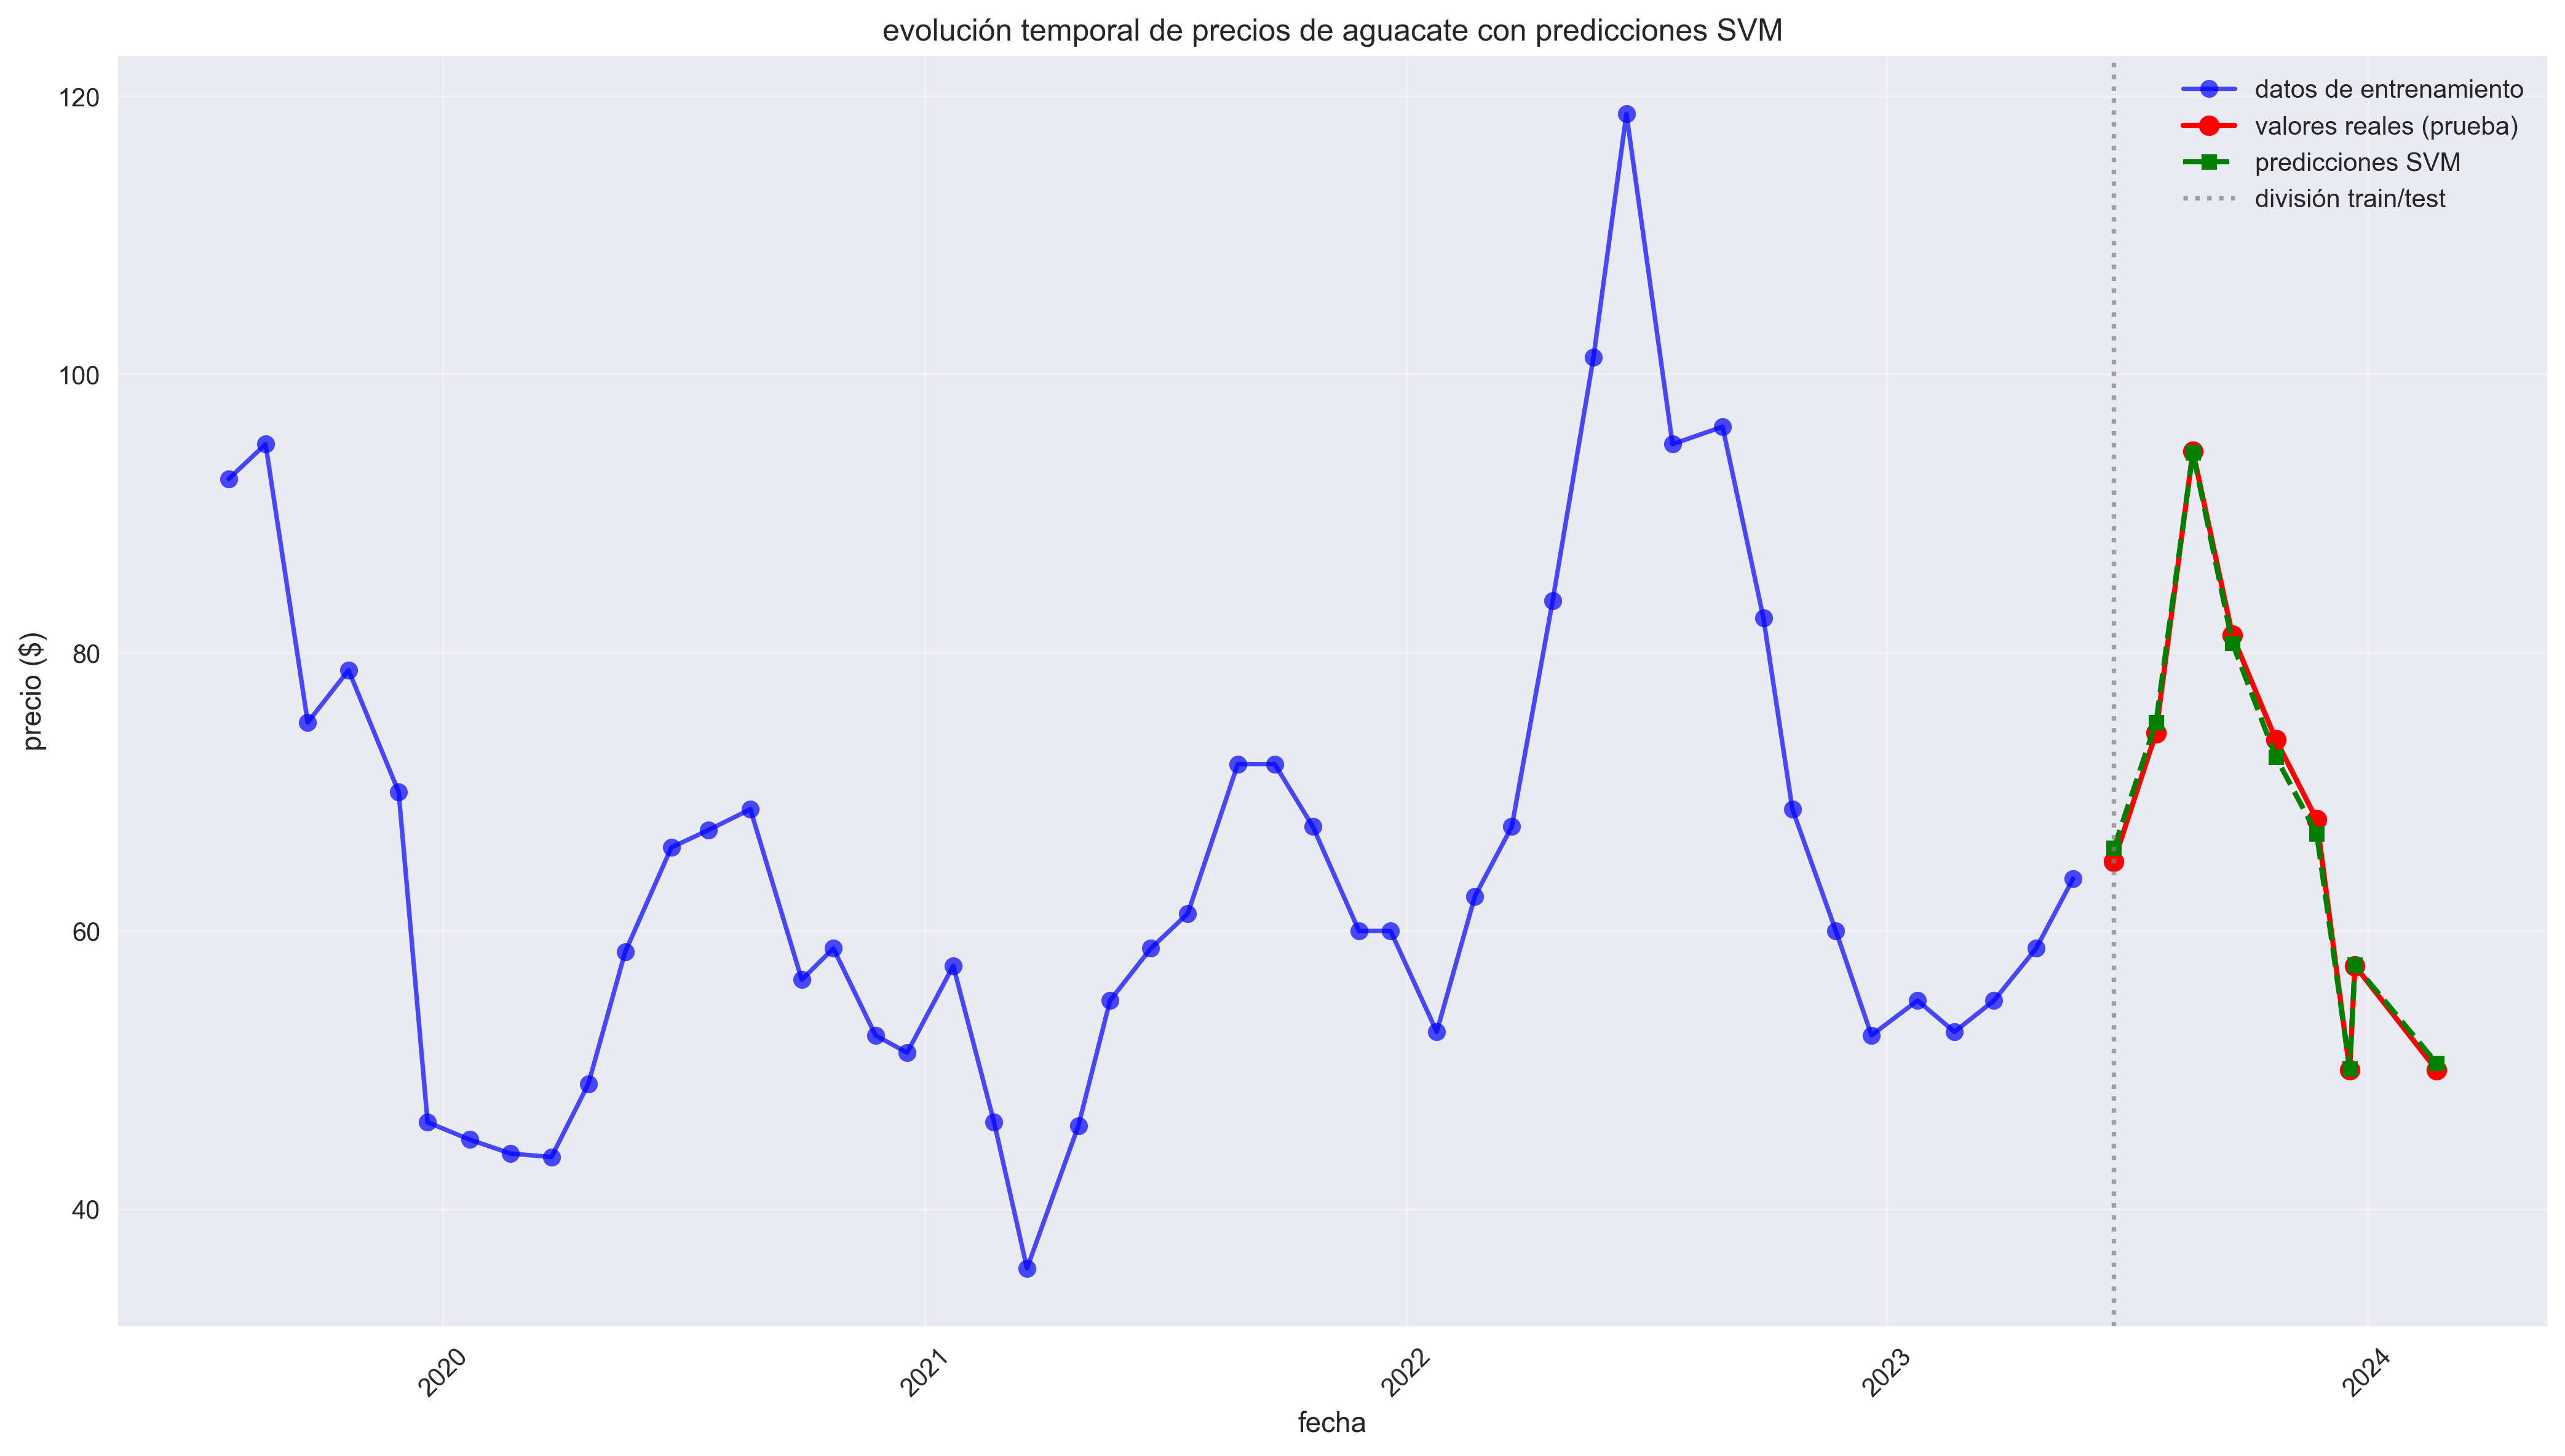 evolución temporal de precios de aguacate con predicciones SVM
datos de entrenamiento
valores reales (prueba)
predicciones SVM
división train/test
precio ($)
120
100
80
60
40
2020
2021
2022
2023
2024
fecha